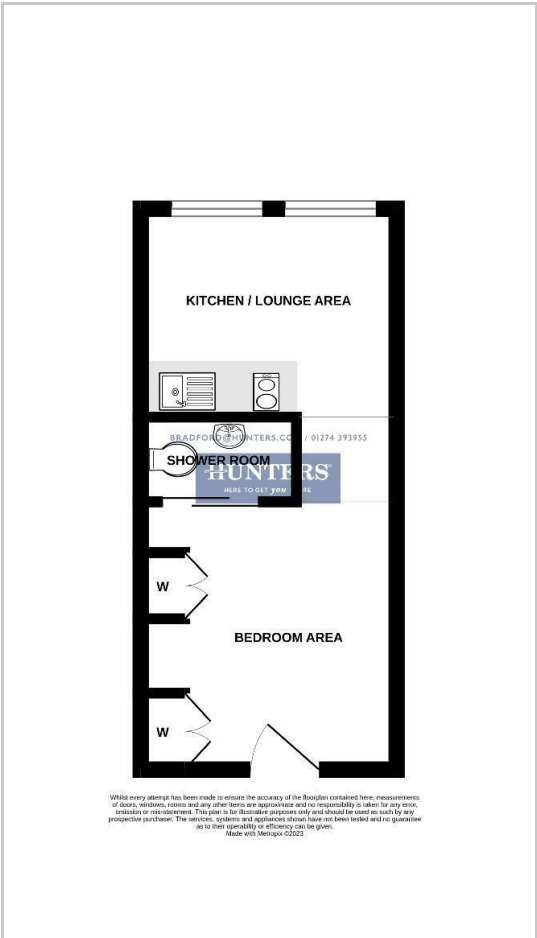 KITCHEN / LOUNGE AREA
BRADFORD@HUNTERS.COM / 01274 393955
SHOWER ROOM
HUNTERS
HERE TO GET you THERE
W
BEDROOM AREA
W
Whilst every attempt has been made to ensure the accuracy of the floorplan contained here, measurements
of doors, windows, rooms and any other items are approximate and no responsibility is taken for any error,
omission or mis-statement. This plan is for illustrative purposes only and should be used as such by any
prospective purchaser. The services, systems and appliances shown have not been tested and no guarantee
as to their operability or efficiency can be given.
Made with Metropix ©2023